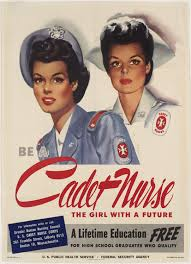 BE A
Cadet Nurse
THE GIRL WITH A FUTURE
A Lifetime Education FREE
FOR HIGH SCHOOL GRADUATES WHO QUALIFY
U. S. PUBLIC HEALTH SERVICE · FEDERAL SECURITY AGENCY